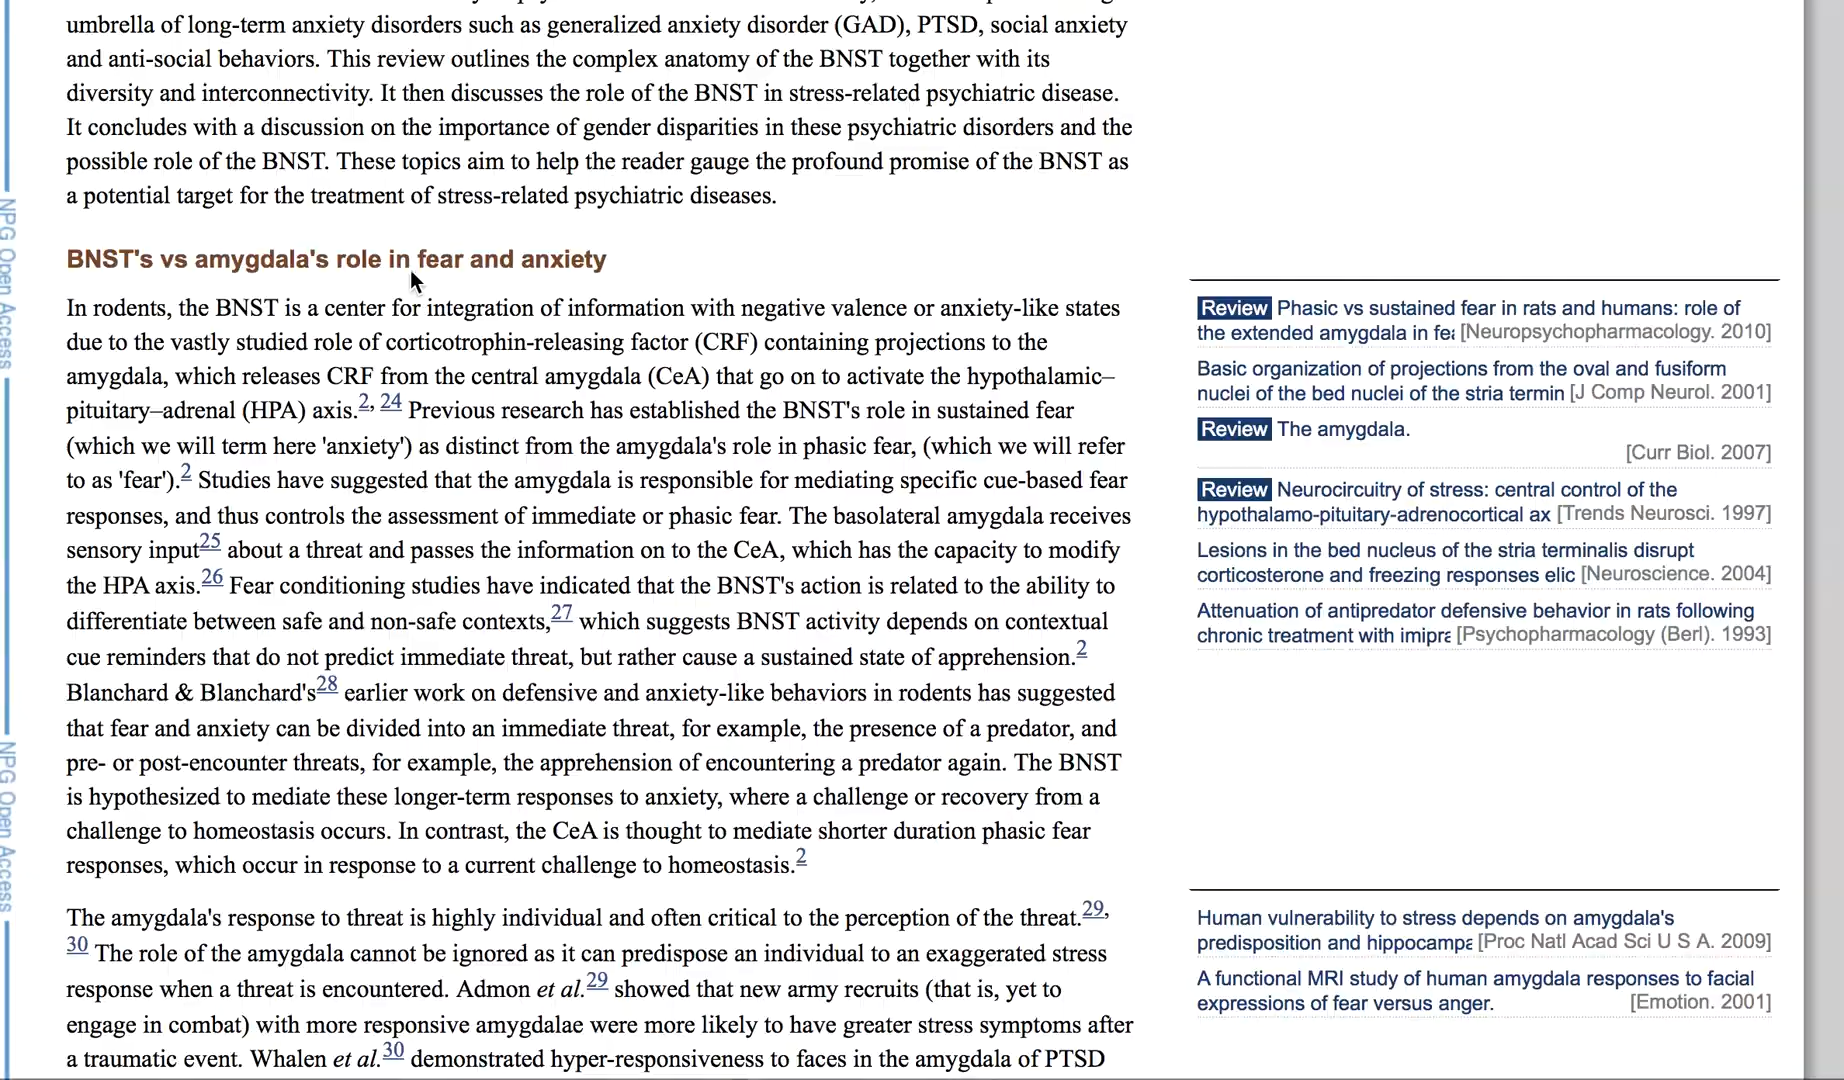 umbrella of long-term anxiety disorders such as generalized anxiety disorder (GAD), PTSD, social anxiety
and anti-social behaviors. This review outlines the complex anatomy of the BNST together with its
diversity and interconnectivity. It then discusses the role of the BNST in stress-related psychiatric disease.
It concludes with a discussion on the importance of gender disparities in these psychiatric disorders and the
possible role of the BNST. These topics aim to help the reader gauge the profound promise of the BNST as
a potential target for the treatment of stress-related psychiatric diseases.
BNST's vs amygdala's role in fear and anxiety
In rodents, the BNST is a center for integration of information with negative valence or anxiety-like states
due to the vastly studied role of corticotrophin-releasing factor (CRF) containing projections to the
amygdala, which releases CRF from the central amygdala (CeA) that go on to activate the hypothalamic–
pituitary–adrenal (HPA) axis.2, 24 Previous research has established the BNST's role in sustained fear
(which we will term here 'anxiety') as distinct from the amygdala's role in phasic fear, (which we will refer
to as 'fear').2 Studies have suggested that the amygdala is responsible for mediating specific cue-based fear
responses, and thus controls the assessment of immediate or phasic fear. The basolateral amygdala receives
sensory input25 about a threat and passes the information on to the CeA, which has the capacity to modify
the HPA axis.26 Fear conditioning studies have indicated that the BNST's action is related to the ability to
differentiate between safe and non-safe contexts,27 which suggests BNST activity depends on contextual
cue reminders that do not predict immediate threat, but rather cause a sustained state of apprehension.2
Blanchard & Blanchard's28 earlier work on defensive and anxiety-like behaviors in rodents has suggested
that fear and anxiety can be divided into an immediate threat, for example, the presence of a predator, and
pre- or post-encounter threats, for example, the apprehension of encountering a predator again. The BNST
is hypothesized to mediate these longer-term responses to anxiety, where a challenge or recovery from a
challenge to homeostasis occurs. In contrast, the CeA is thought to mediate shorter duration phasic fear
responses, which occur in response to a current challenge to homeostasis.2
The amygdala's response to threat is highly individual and often critical to the perception of the threat.29,
30 The role of the amygdala cannot be ignored as it can predispose an individual to an exaggerated stress
response when a threat is encountered. Admon et al.29 showed that new army recruits (that is, yet to
engage in combat) with more responsive amygdalae were more likely to have greater stress symptoms after
a traumatic event. Whalen et al.30 demonstrated hyper-responsiveness to faces in the amygdala of PTSD
Review Phasic vs sustained fear in rats and humans: role of
the extended amygdala in fea [Neuropsychopharmacology. 2010]
Basic organization of projections from the oval and fusiform
nuclei of the bed nuclei of the stria termin [J Comp Neurol. 2001]
Review The amygdala.
[Curr Biol. 2007]
Review Neurocircuitry of stress: central control of the
hypothalamo-pituitary-adrenocortical ax [Trends Neurosci. 1997]
Lesions in the bed nucleus of the stria terminalis disrupt
corticosterone and freezing responses elic [Neuroscience. 2004]
Attenuation of antipredator defensive behavior in rats following
chronic treatment with imipra [Psychopharmacology (Berl). 1993]
Human vulnerability to stress depends on amygdala's
predisposition and hippocampa [Proc Natl Acad Sci U S A. 2009]
A functional MRI study of human amygdala responses to facial
expressions of fear versus anger. [Emotion. 2001]
NPG Open Access
NPG Open Access